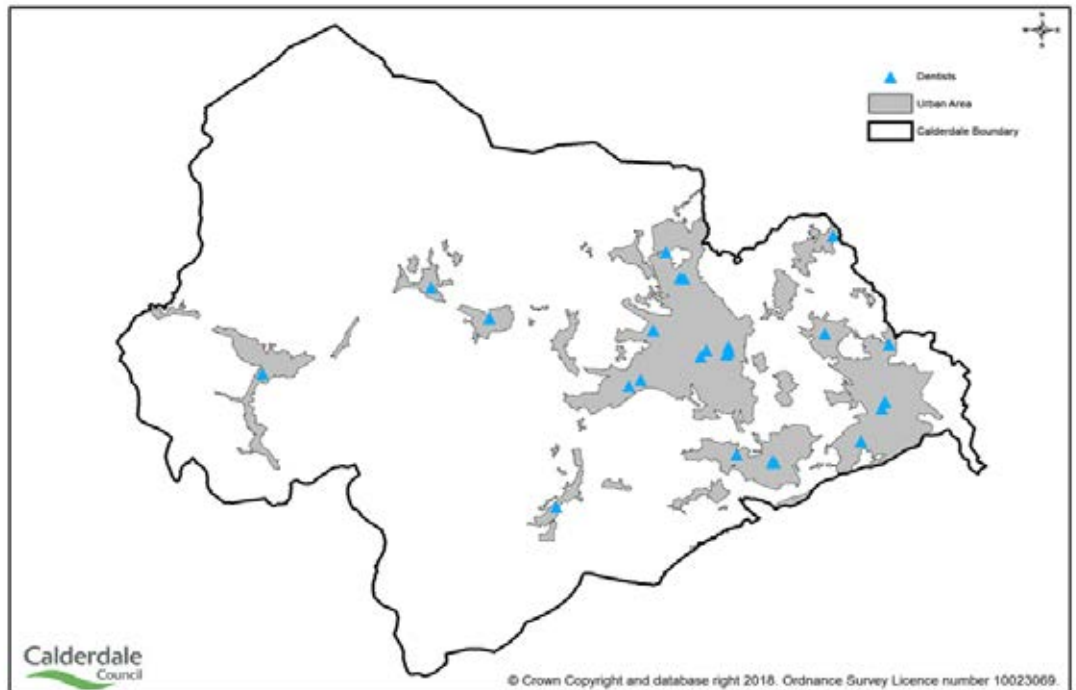 N
W E
S
Dentists
Urban Area
Calderdale Boundary
Calderdale
Council
© Crown Copyright and database right 2018. Ordnance Survey Licence number 10023069.